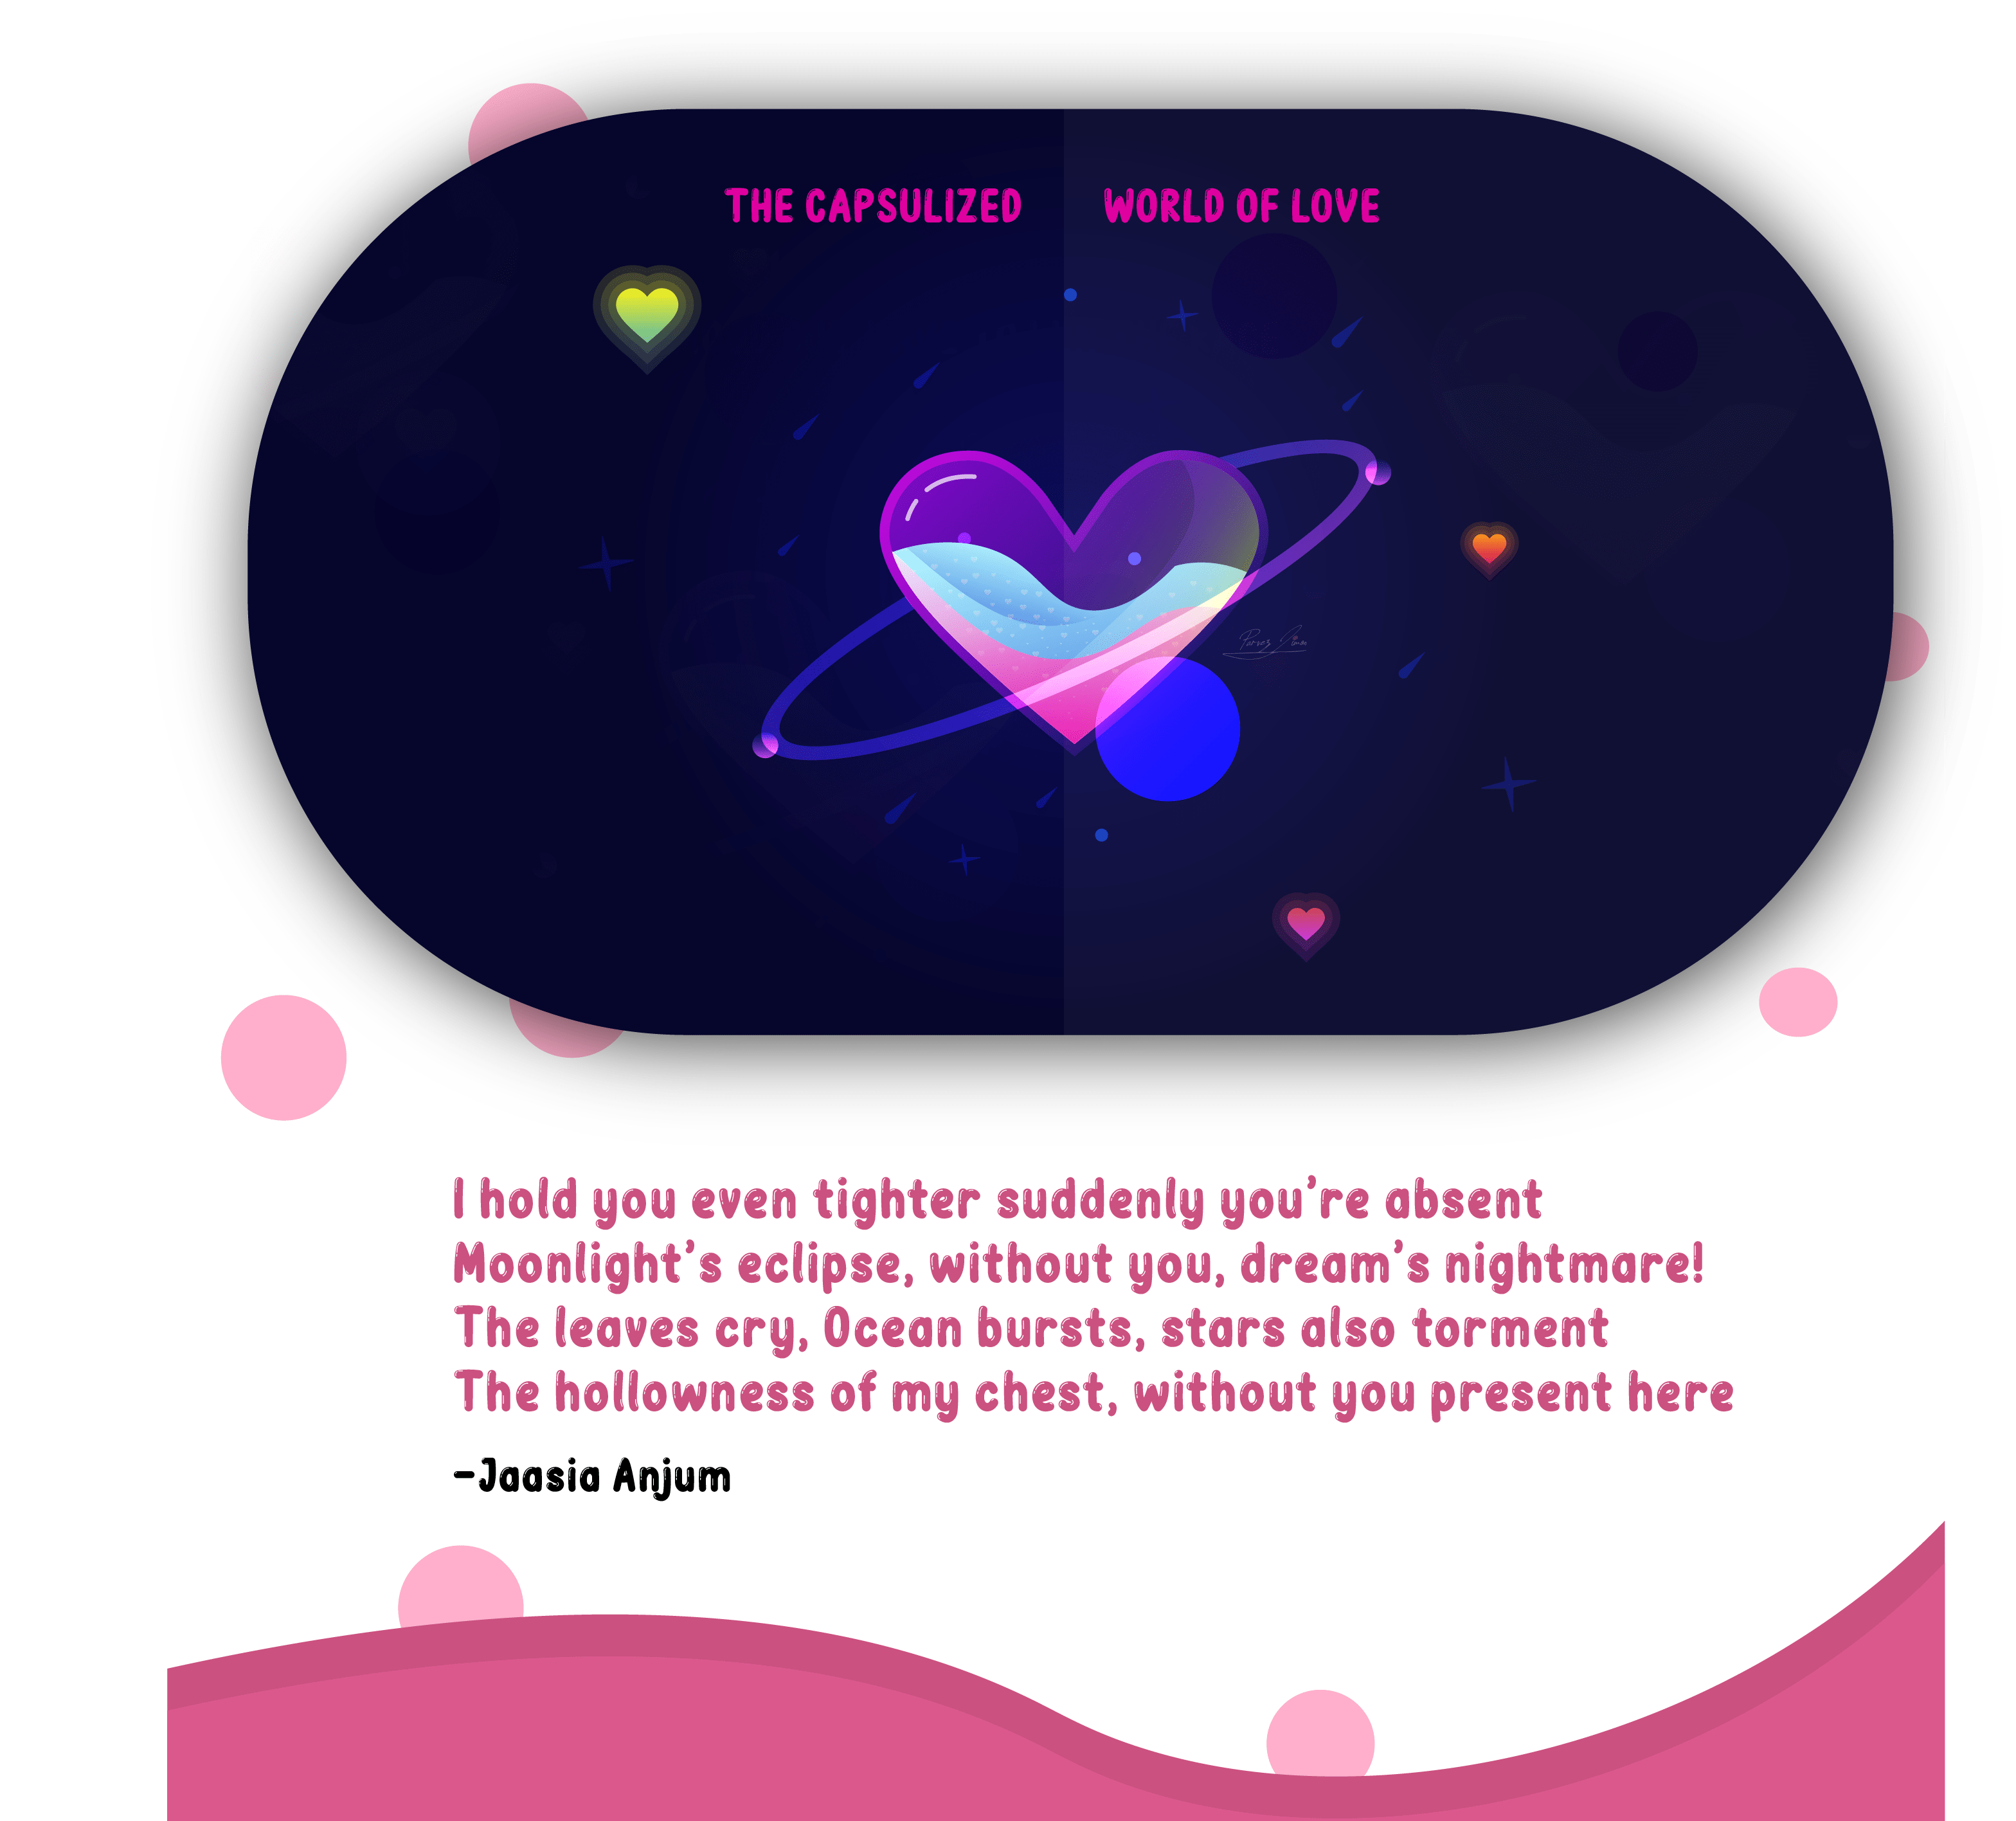 THE CAPSULIZED WORLD OF LOVE
I hold you even tighter suddenly you're absent
Moonlight's eclipse, without you, dream's nightmare!
The leaves cry, Ocean bursts, stars also torment
The hollowness of my chest, without you present here
-Jaasia Anjum